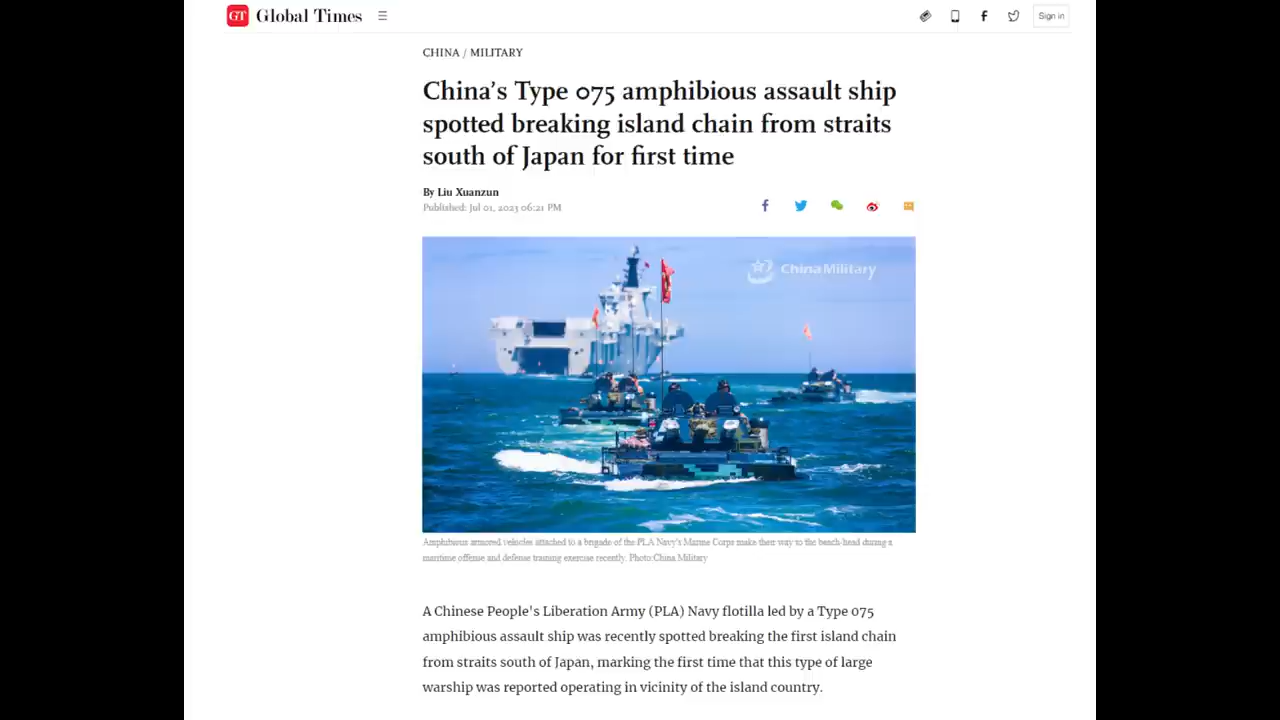 GT Global Times
Sign in
CHINA / MILITARY
China's Type 075 amphibious assault ship
spotted breaking island chain from straits
south of Japan for first time
By Liu Xuanzun
Published: Jul 01, 2023 06:21 PM
ChinaMilitary
Amphibious armored vehicles attached to a brigade of the PLA Navy's Marine Corps make their way to the beach-head during a
maritime offense and defense training exercise recently. Photo:China Military
A Chinese People's Liberation Army (PLA) Navy flotilla led by a Type 075
amphibious assault ship was recently spotted breaking the first island chain
from straits south of Japan, marking the first time that this type of large
warship was reported operating in vicinity of the island country.